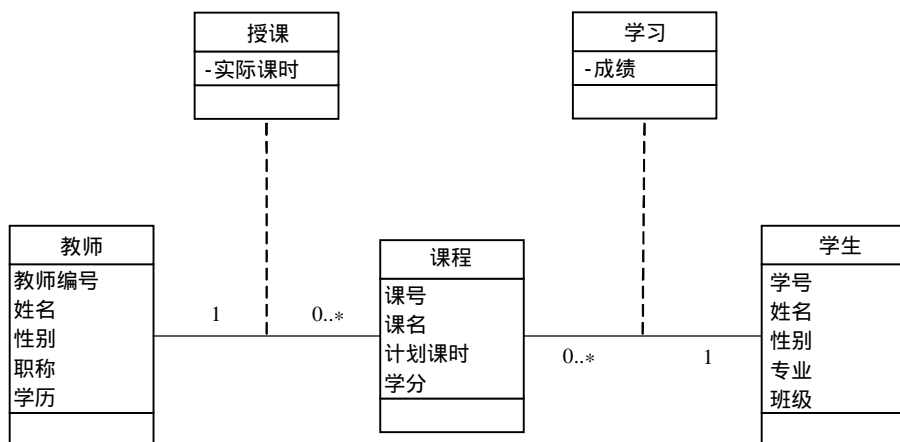 授课
-实际课时
学习
-成绩
教师
教师编号
姓名
性别
职称
学历
1
0..*
课程
课号
课名
计划课时
学分
0..*
1
学生
学号
姓名
性别
专业
班级